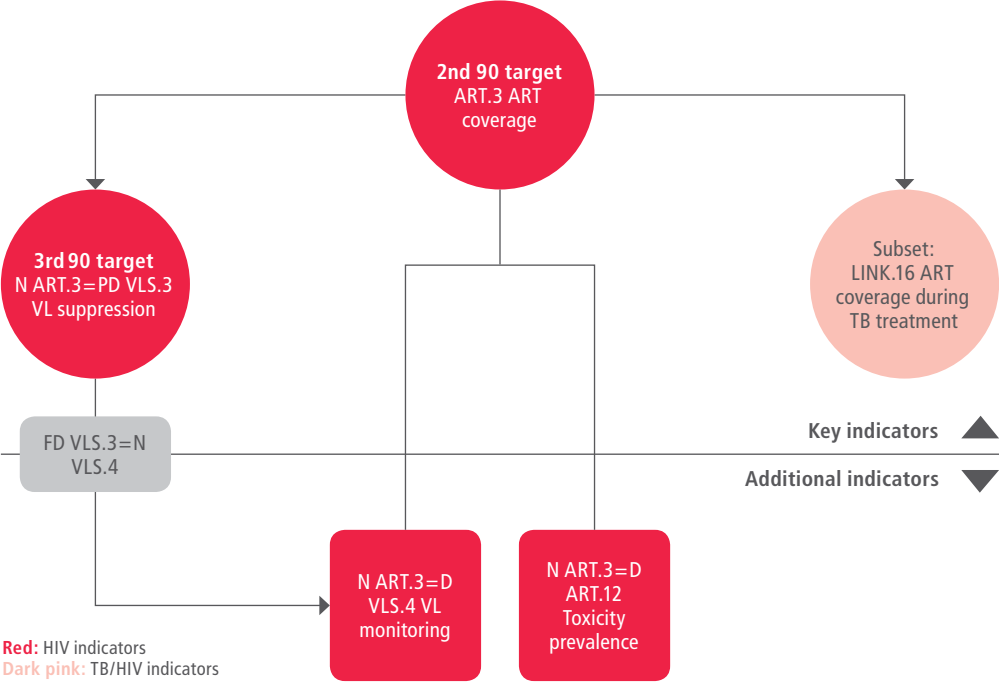 2nd 90 target
ART.3 ART
coverage
3rd 90 target
N ART.3=PD VLS.3
VL suppression
Subset:
LINK.16 ART
coverage during
TB treatment
FD VLS.3=N
VLS.4
Key indicators
Additional indicators
N ART.3=D
VLS.4 VL
monitoring
N ART.3=D
ART.12
Toxicity
prevalence
Red: HIV indicators
Dark pink: TB/HIV indicators